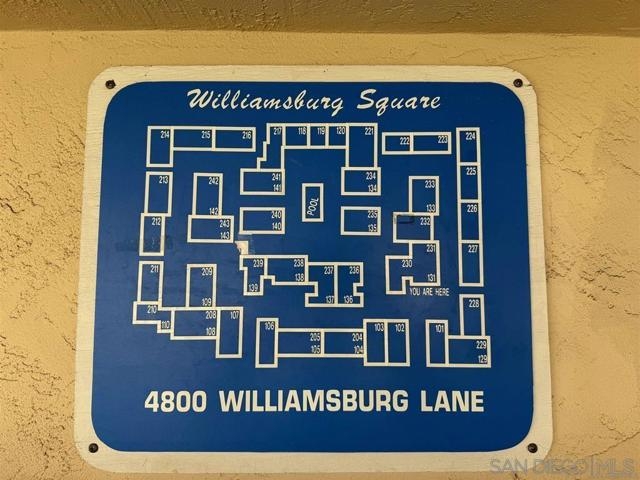 Williamsburg Square
214 215 216 217 118 119 120 221 222 223 224
241 141 234 134 225
213 242 142 POOL 233 133 226
212 243 143 240 140 235 135 232 227
211 209 109 239 139 238 138 237 137 236 136 230 231 131
YOU ARE HERE
210 110 208 108 107 106 205 105 204 104 103 102 101 228
229 129
4800 WILLIAMSBURG LANE
SAN DIEGO MLS